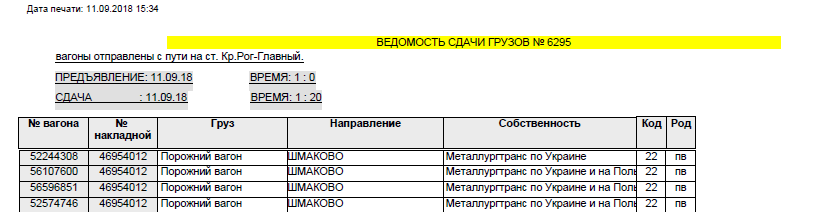 Дата печати: 11.09.2018 15:34
ВЕДОМОСТЬ СДАЧИ ГРУЗОВ № 6295
вагоны отправлены с пути на ст. Кр.Рог-Главный.
ПРЕДЪЯВЛЕНИЕ: 11.09.18 ВРЕМЯ: 1 : 0
СДАЧА : 11.09.18 ВРЕМЯ: 1 : 20
№ вагона № накладной Груз Направление Собственность Код Род
52244308 46954012 Порожний вагон ШМАКОВО Металлургтранс по Украине 22 пв
56107600 46954012 Порожний вагон ШМАКОВО Металлургтранс по Украине и на Поль 22 пв
56596851 46954012 Порожний вагон ШМАКОВО Металлургтранс по Украине и на Поль 22 пв
52574746 46954012 Порожний вагон ШМАКОВО Металлургтранс по Украине и на Поль 22 пв